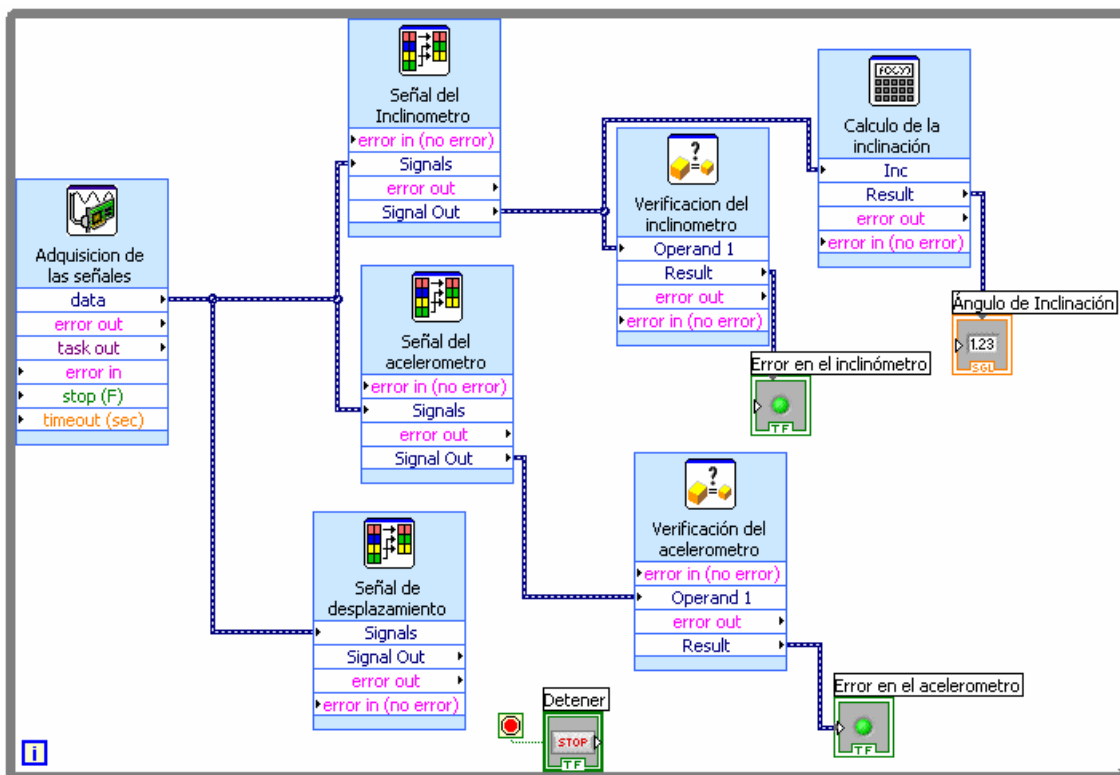 Adquisicion de
las señales
data
error out
task out
error in
stop (F)
timeout (sec)
Señal del
Inclinometro
error in (no error)
Signals
error out
Signal Out
Señal del
acelerometro
error in (no error)
Signals
error out
Signal Out
Señal de
desplazamiento
Signals
Signal Out
error out
error in (no error)
?
=
Verificacion del
inclinometro
Operand 1
Result
error out
error in (no error)
Error en el inclinómetro
TF
f(x,y)
Calculo de la
inclinación
Inc
Result
error out
error in (no error)
Ángulo de Inclinación
1.23
SGL
?
=
Verificación del
acelerometro
error in (no error)
Operand 1
error out
Result
Error en el acelerometro
TF
Detener
STOP
TF
i